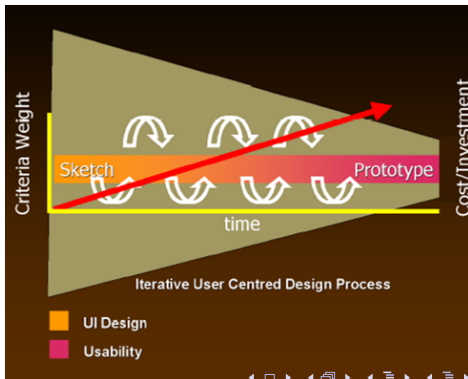 Criteria Weight
Sketch
Prototype
Cost/Investment
time
Iterative User Centred Design Process
UI Design
Usability